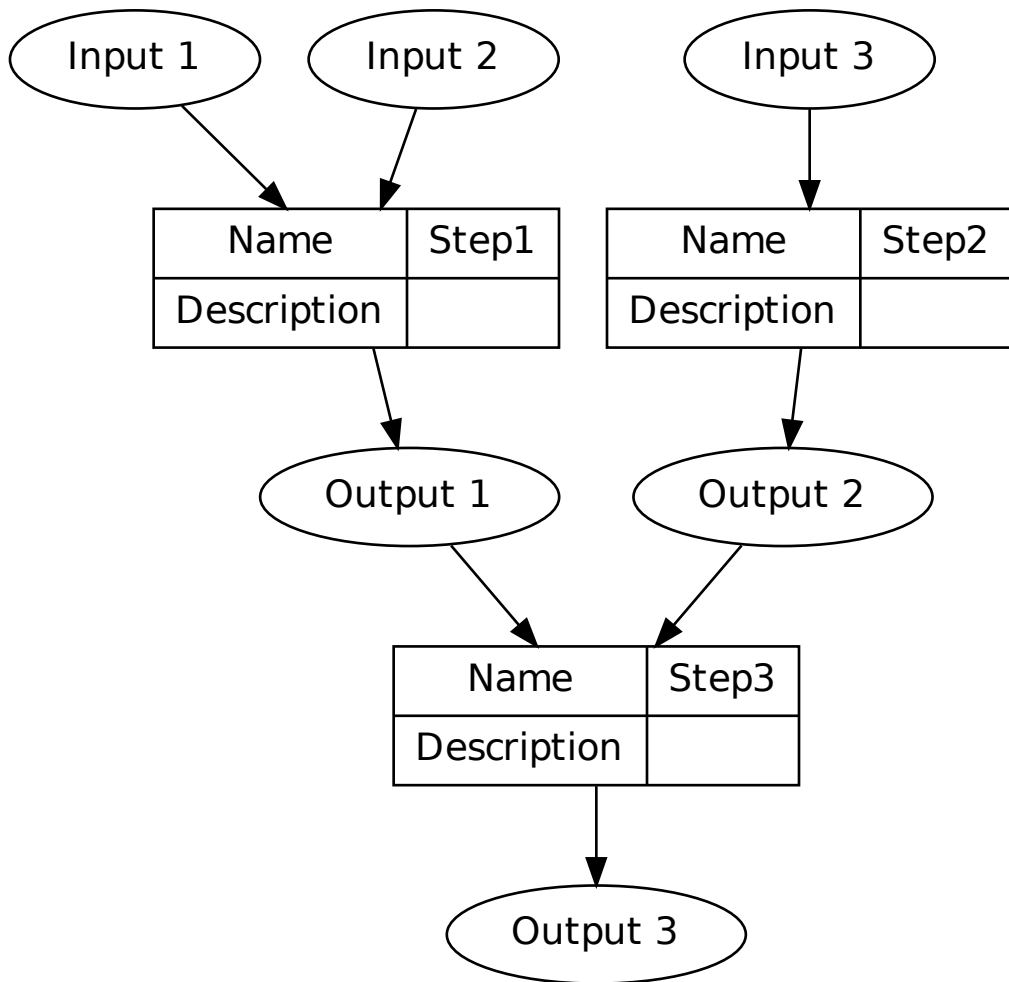 Input 1
Input 2
Input 3
Name
Step1
Description
Name
Step2
Description
Output 1
Output 2
Name
Step3
Description
Output 3